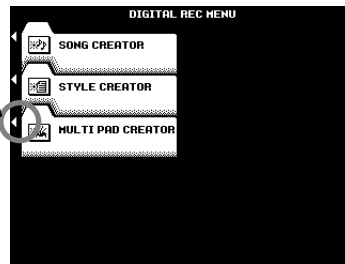 DIGITAL REC MENU
SONG CREATOR
STYLE CREATOR
MULTI PAD CREATOR